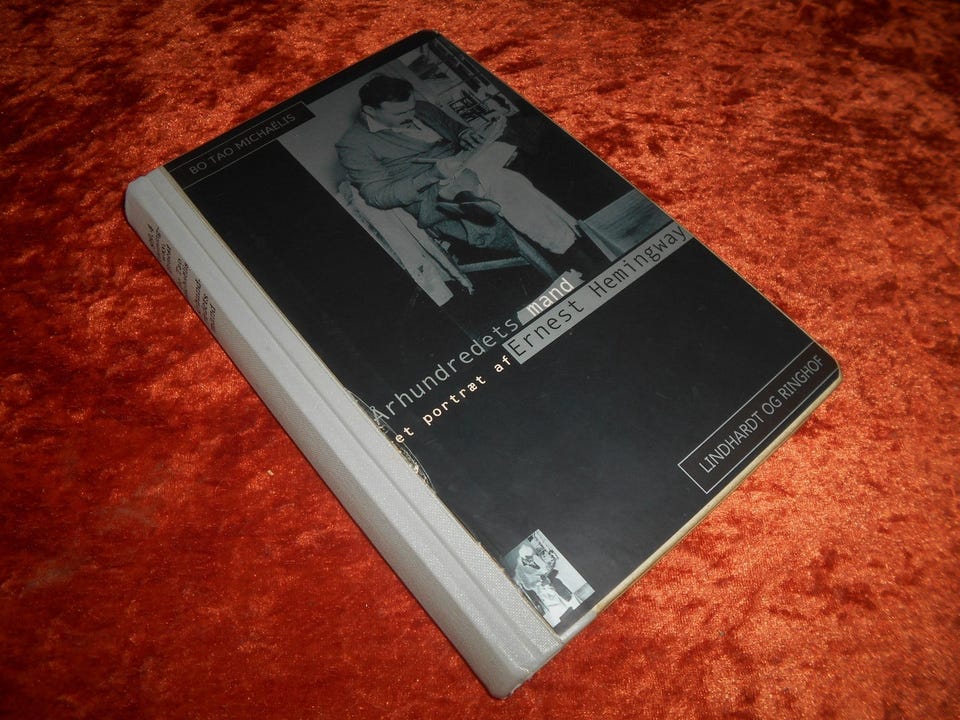 BO TAO MICHAËLIS
Århundredets mand
et portræt af Ernest Hemingway
LINDHARDT OG RINGHOF